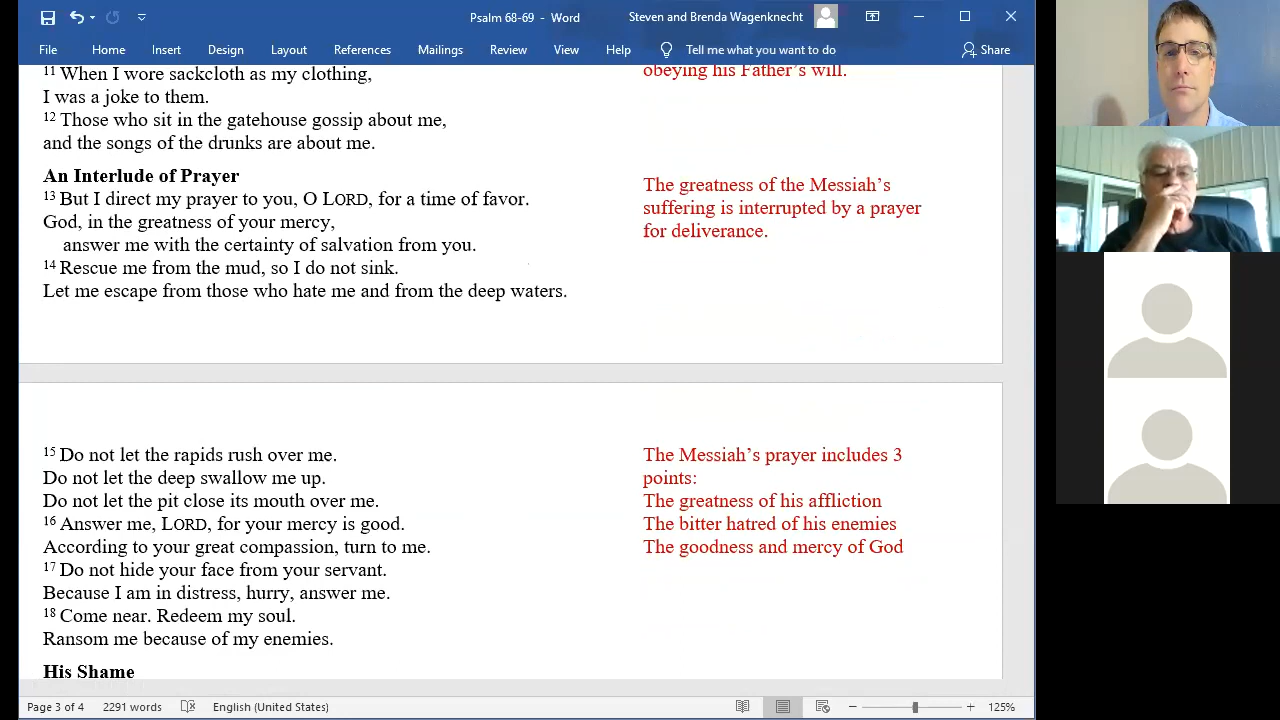 Psalm 68-69 - Word
Steven and Brenda Wagenknecht
File Home Insert Design Layout References Mailings Review View Help Tell me what you want to do Share
11 When I wore sackcloth as my clothing,
I was a joke to them.
12 Those who sit in the gatehouse gossip about me,
and the songs of the drunks are about me.
obeying his Father's will.
An Interlude of Prayer
13 But I direct my prayer to you, O LORD, for a time of favor.
God, in the greatness of your mercy,
answer me with the certainty of salvation from you.
14 Rescue me from the mud, so I do not sink.
Let me escape from those who hate me and from the deep waters.
The greatness of the Messiah's
suffering is interrupted by a prayer
for deliverance.
15 Do not let the rapids rush over me.
Do not let the deep swallow me up.
Do not let the pit close its mouth over me.
16 Answer me, LORD, for your mercy is good.
According to your great compassion, turn to me.
17 Do not hide your face from your servant.
Because I am in distress, hurry, answer me.
18 Come near. Redeem my soul.
Ransom me because of my enemies.
The Messiah's prayer includes 3
points:
The greatness of his affliction
The bitter hatred of his enemies
The goodness and mercy of God
His Shame
Page 3 of 4 2291 words English (United States) 125%